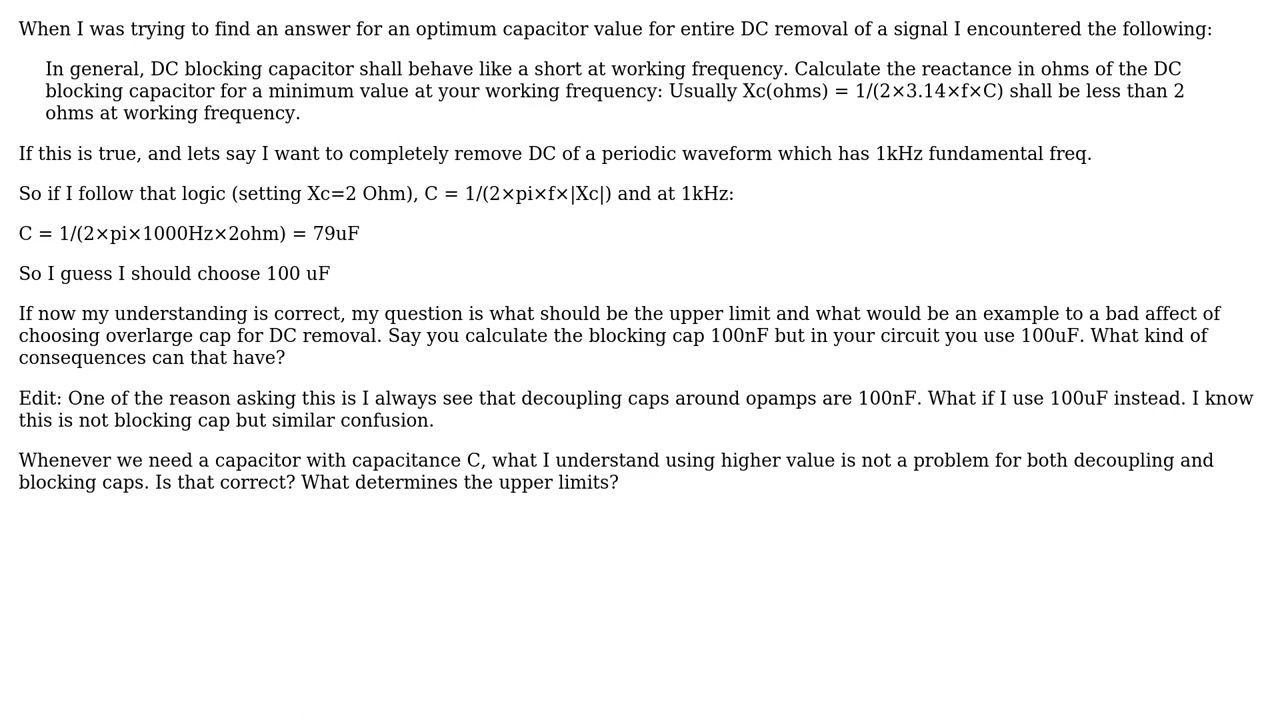 When I was trying to find an answer for an optimum capacitor value for entire DC removal of a signal I encountered the following:
In general, DC blocking capacitor shall behave like a short at working frequency. Calculate the reactance in ohms of the DC
blocking capacitor for a minimum value at your working frequency: Usually Xc(ohms) = 1/(2×3.14×f×C) shall be less than 2
ohms at working frequency.
If this is true, and lets say I want to completely remove DC of a periodic waveform which has 1kHz fundamental freq.
So if I follow that logic (setting Xc=2 Ohm), C = 1/(2×pi×f×|Xc|) and at 1kHz:
C = 1/(2×pi×1000Hz×2ohm) = 79uF
So I guess I should choose 100 uF
If now my understanding is correct, my question is what should be the upper limit and what would be an example to a bad affect of
choosing overlarge cap for DC removal. Say you calculate the blocking cap 100nF but in your circuit you use 100uF. What kind of
consequences can that have?
Edit: One of the reason asking this is I always see that decoupling caps around opamps are 100nF. What if I use 100uF instead. I know
this is not blocking cap but similar confusion.
Whenever we need a capacitor with capacitance C, what I understand using higher value is not a problem for both decoupling and
blocking caps. Is that correct? What determines the upper limits?